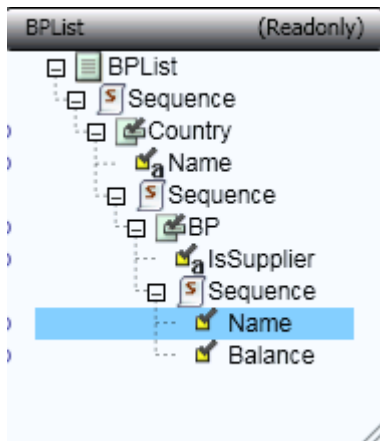 BPList (Readonly)
BPList
Sequence
Country
Name
Sequence
BP
IsSupplier
Sequence
Name
Balance